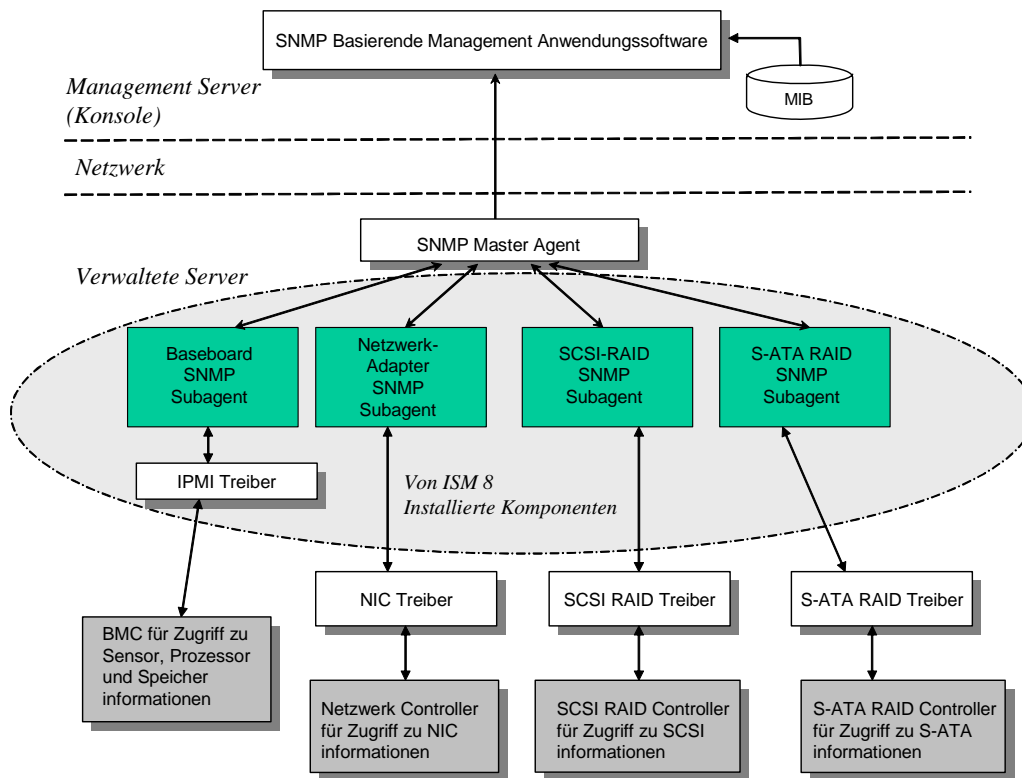 SNMP Basierende Management Anwendungssoftware
Management Server
(Konsole)
MIB
Netzwerk
SNMP Master Agent
Verwaltete Server
Baseboard
SNMP
Subagent
Netzwerk-
Adapter
SNMP
Subagent
SCSI-RAID
SNMP
Subagent
S-ATA RAID
SNMP
Subagent
IPMI Treiber
Von ISM 8
Installierte Komponenten
NIC Treiber
SCSI RAID Treiber
S-ATA RAID Treiber
BMC für Zugriff zu
Sensor, Prozessor
und Speicher
informationen
Netzwerk Controller
für Zugriff zu NIC
informationen
SCSI RAID Controller
für Zugriff zu SCSI
informationen
S-ATA RAID Controller
für Zugriff zu S-ATA
informationen